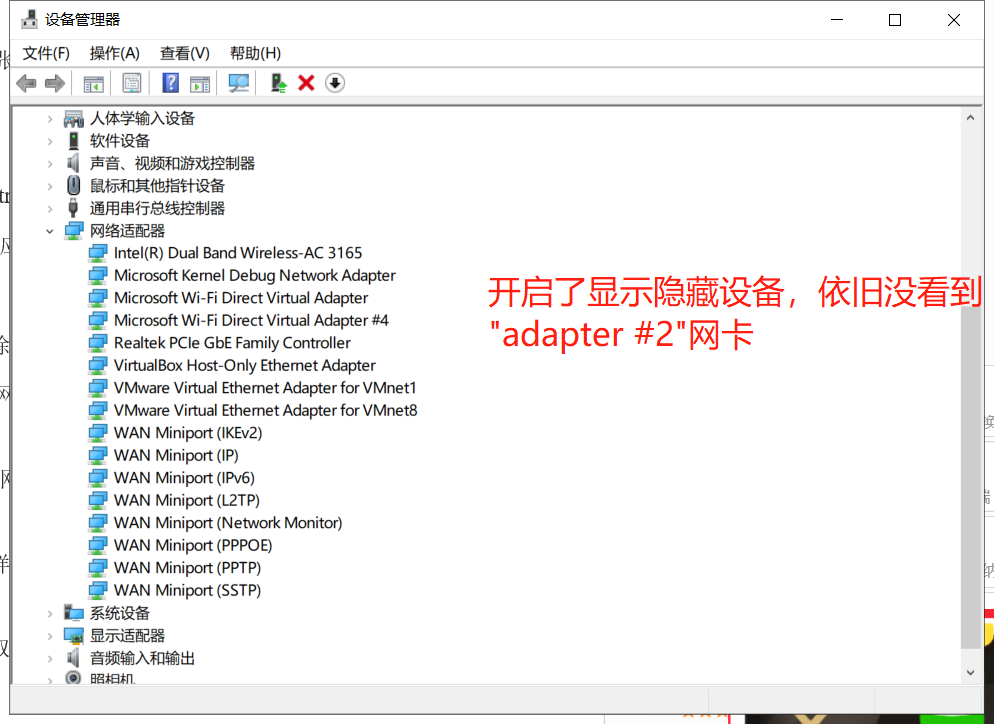 设备管理器
文件(F) 操作(A) 查看(V) 帮助(H)
人体学输入设备
软件设备
声音、视频和游戏控制器
鼠标和其他指针设备
通用串行总线控制器
网络适配器
Intel(R) Dual Band Wireless-AC 3165
Microsoft Kernel Debug Network Adapter
Microsoft Wi-Fi Direct Virtual Adapter
Microsoft Wi-Fi Direct Virtual Adapter #4
Realtek PCIe GbE Family Controller
VirtualBox Host-Only Ethernet Adapter
VMware Virtual Ethernet Adapter for VMnet1
VMware Virtual Ethernet Adapter for VMnet8
WAN Miniport (IKEv2)
WAN Miniport (IP)
WAN Miniport (IPv6)
WAN Miniport (L2TP)
WAN Miniport (Network Monitor)
WAN Miniport (PPPOE)
WAN Miniport (PPTP)
WAN Miniport (SSTP)
系统设备
显示适配器
音频输入和输出
照相机
开启了显示隐藏设备，依旧没看到
"adapter #2"网卡